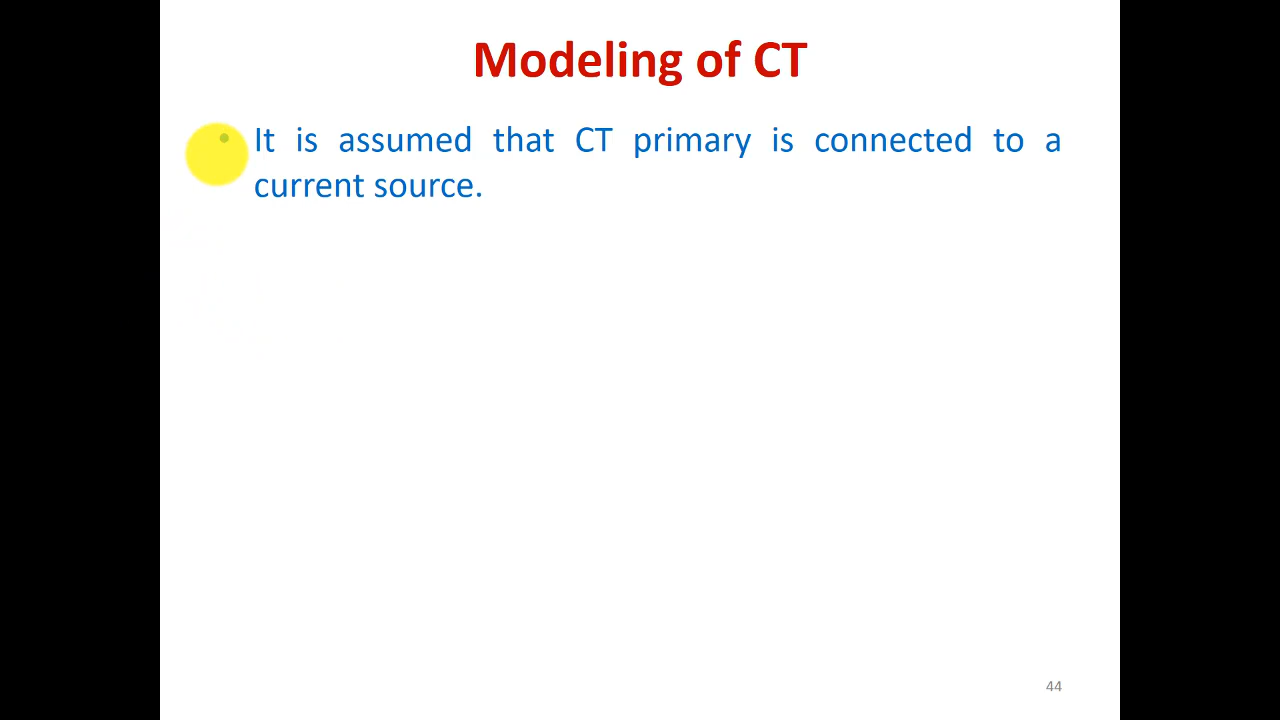 Modeling of CT
• It is assumed that CT primary is connected to a
current source.
44